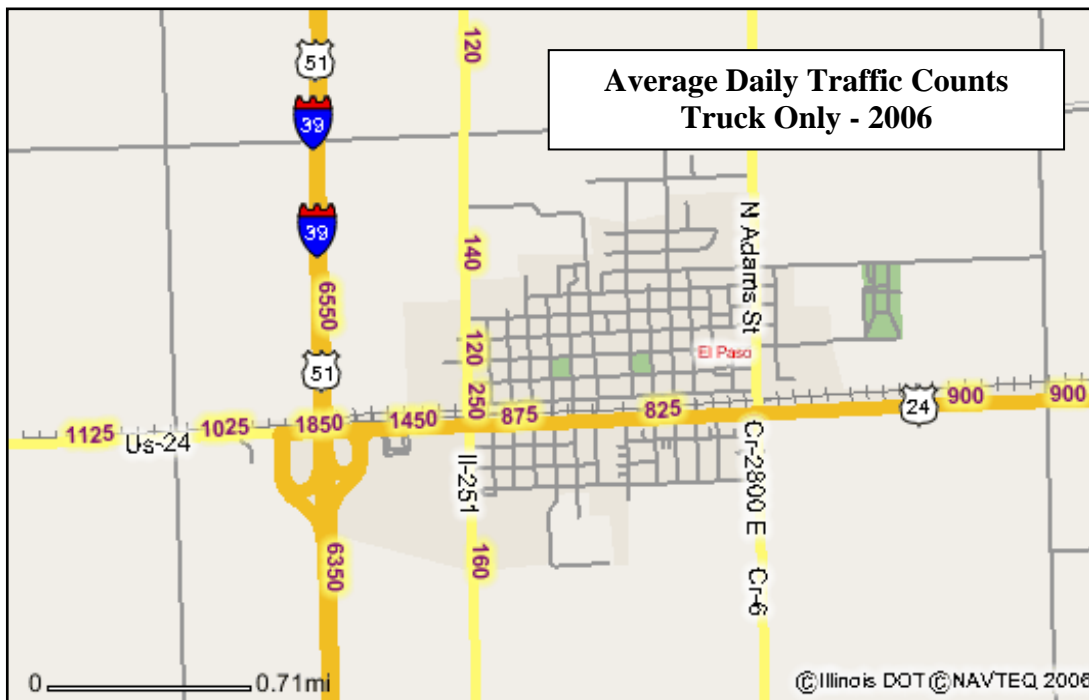 51
120
Average Daily Traffic Counts
Truck Only - 2006
39
39
N Adams St
140
6550
120
El Paso
51
250
1125
1025
1850
1450
875
825
24
900
900
Us-24
Il-251
Cr-2800 E
6350
160
Cr-6
0
0.71mi
©Illinois DOT ©NAVTEQ 2006